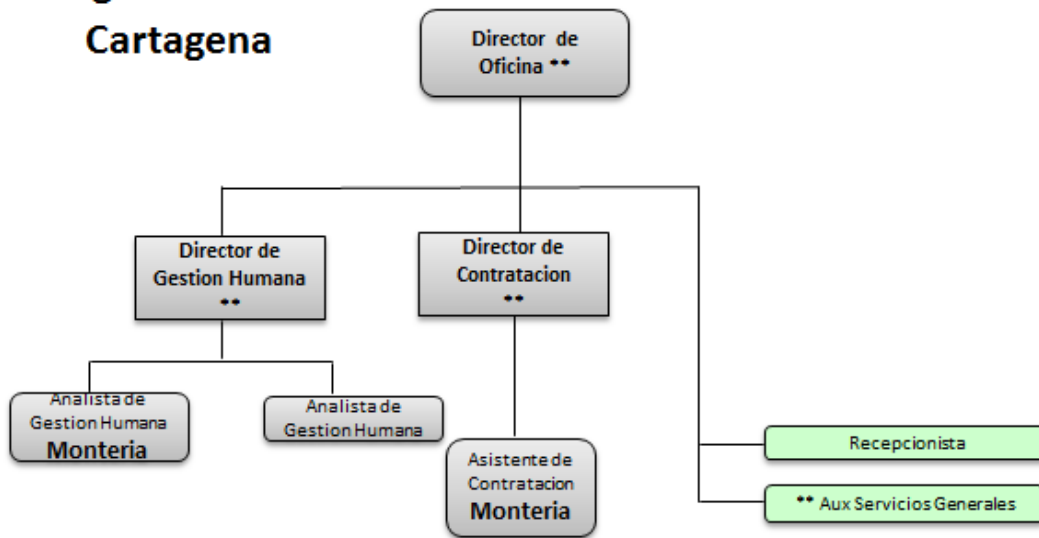 Cartagena
Director de
Oficina **
Director de
Gestion Humana
**
Director de
Contratacion
**
Analista de
Gestion Humana
Monteria
Analista de
Gestion Humana
Asistente de
Contratacion
Monteria
Recepcionista
** Aux Servicios Generales